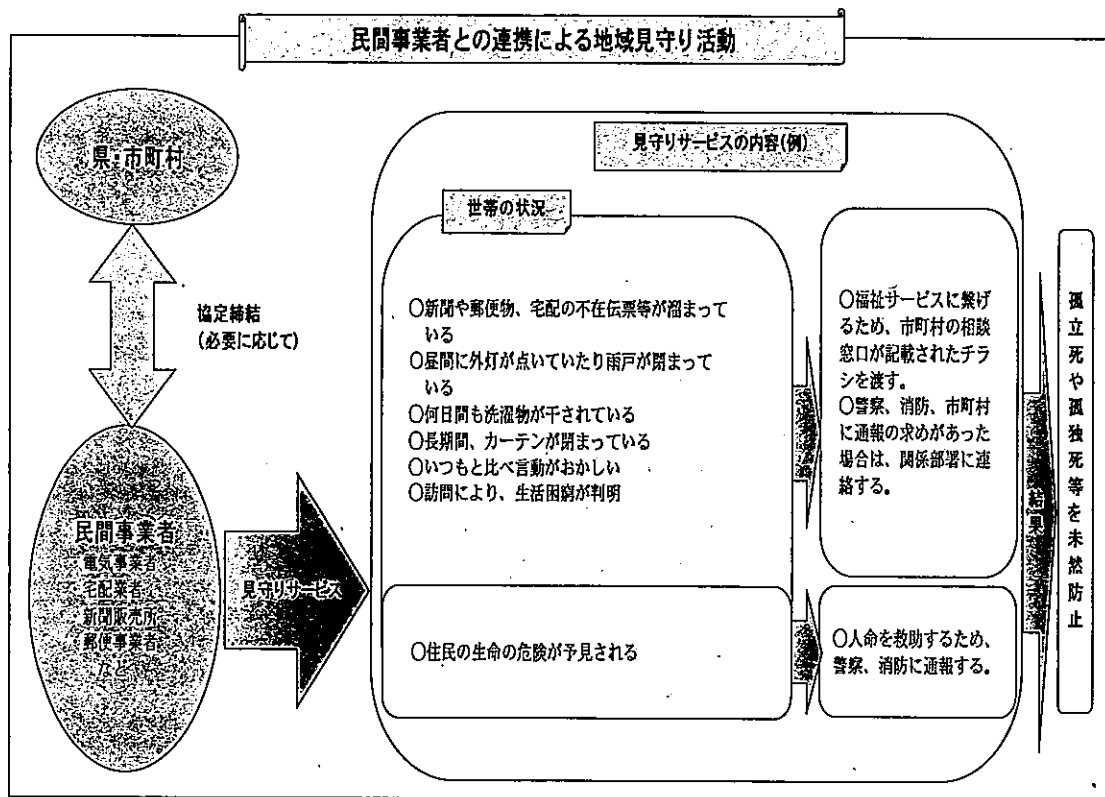 民間事業者との連携による地域見守り活動
県・市町村
協定締結
(必要に応じて)
民間事業者
電気事業者
宅配業者
新聞販売所
郵便事業者
など
見守りサービス
見守りサービスの内容(例)
世帯の状況
○新聞や郵便物、宅配の不在伝票等が溜まって
いる
○昼間に外灯が点いていたり雨戸が閉まって
いる
○何日間も洗濯物が干されている
○長期間、カーテンが閉まっている
○いつもと比べ言動がおかしい
○訪問により、生活困窮が判明
○福祉サービスに繋げ
るため、市町村の相談
窓口が記載されたチラ
シを渡す。
○警察、消防、市町村
に通報の求めがあった
場合は、関係部署に連
絡する。
○住民の生命の危険が予見される
○人命を救助するため、
警察、消防に通報する。
結果
孤立死や孤独死等を未然防止